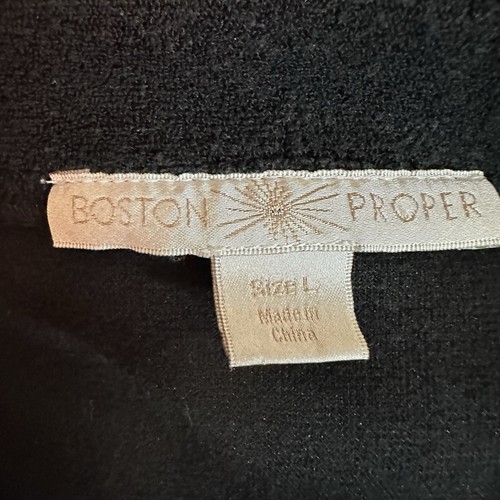 BOSTON PROPER
SIZE L
Made in
China